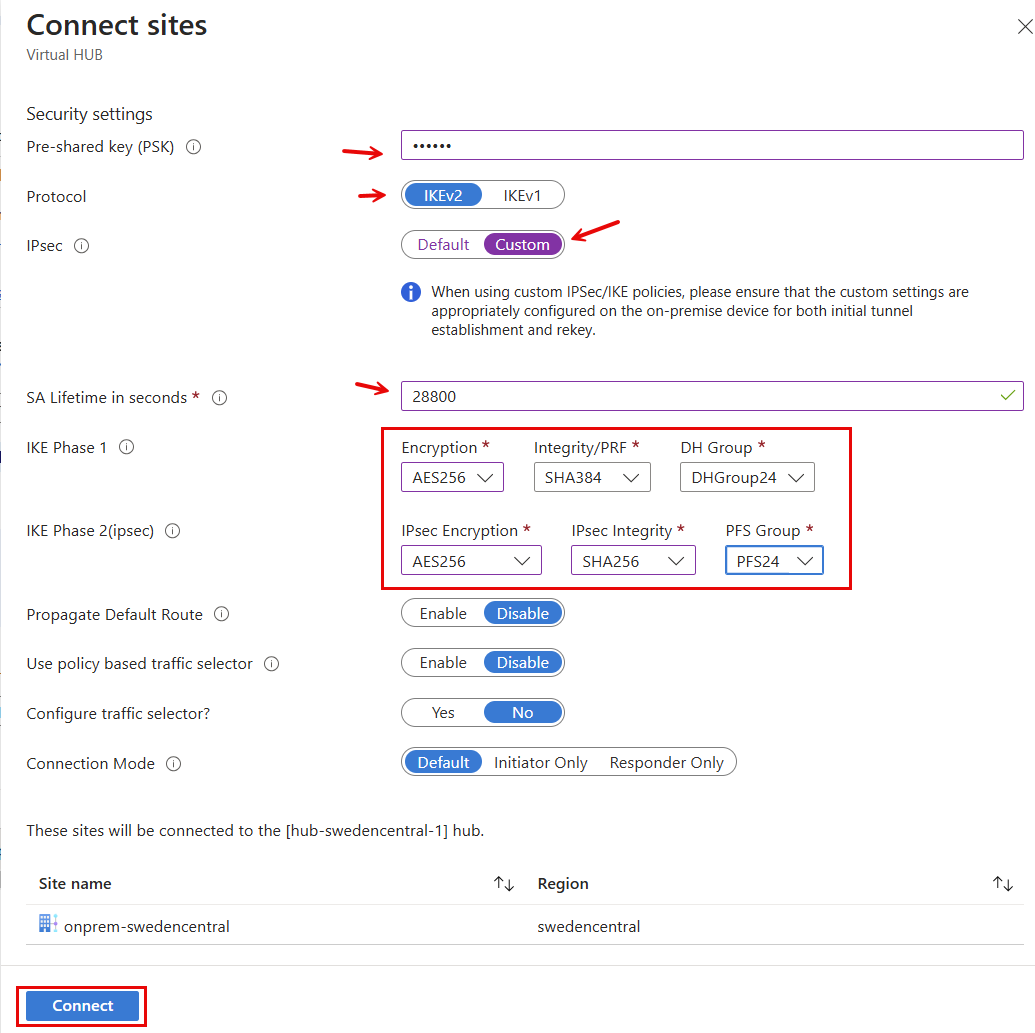 Connect sites
Virtual HUB
Security settings
Pre-shared key (PSK)
••••••
Protocol
IKEv2 IKEv1
IPsec
Default Custom
When using custom IPSec/IKE policies, please ensure that the custom settings are
appropriately configured on the on-premise device for both initial tunnel
establishment and rekey.
SA Lifetime in seconds *
28800
IKE Phase 1
Encryption * Integrity/PRF * DH Group *
AES256 SHA384 DHGroup24
IKE Phase 2(ipsec)
IPsec Encryption * IPsec Integrity * PFS Group *
AES256 SHA256 PFS24
Propagate Default Route
Enable Disable
Use policy based traffic selector
Enable Disable
Configure traffic selector?
Yes No
Connection Mode
Default Initiator Only Responder Only
These sites will be connected to the [hub-swedencentral-1] hub.
Site name Region
onprem-swedencentral swedencentral
Connect